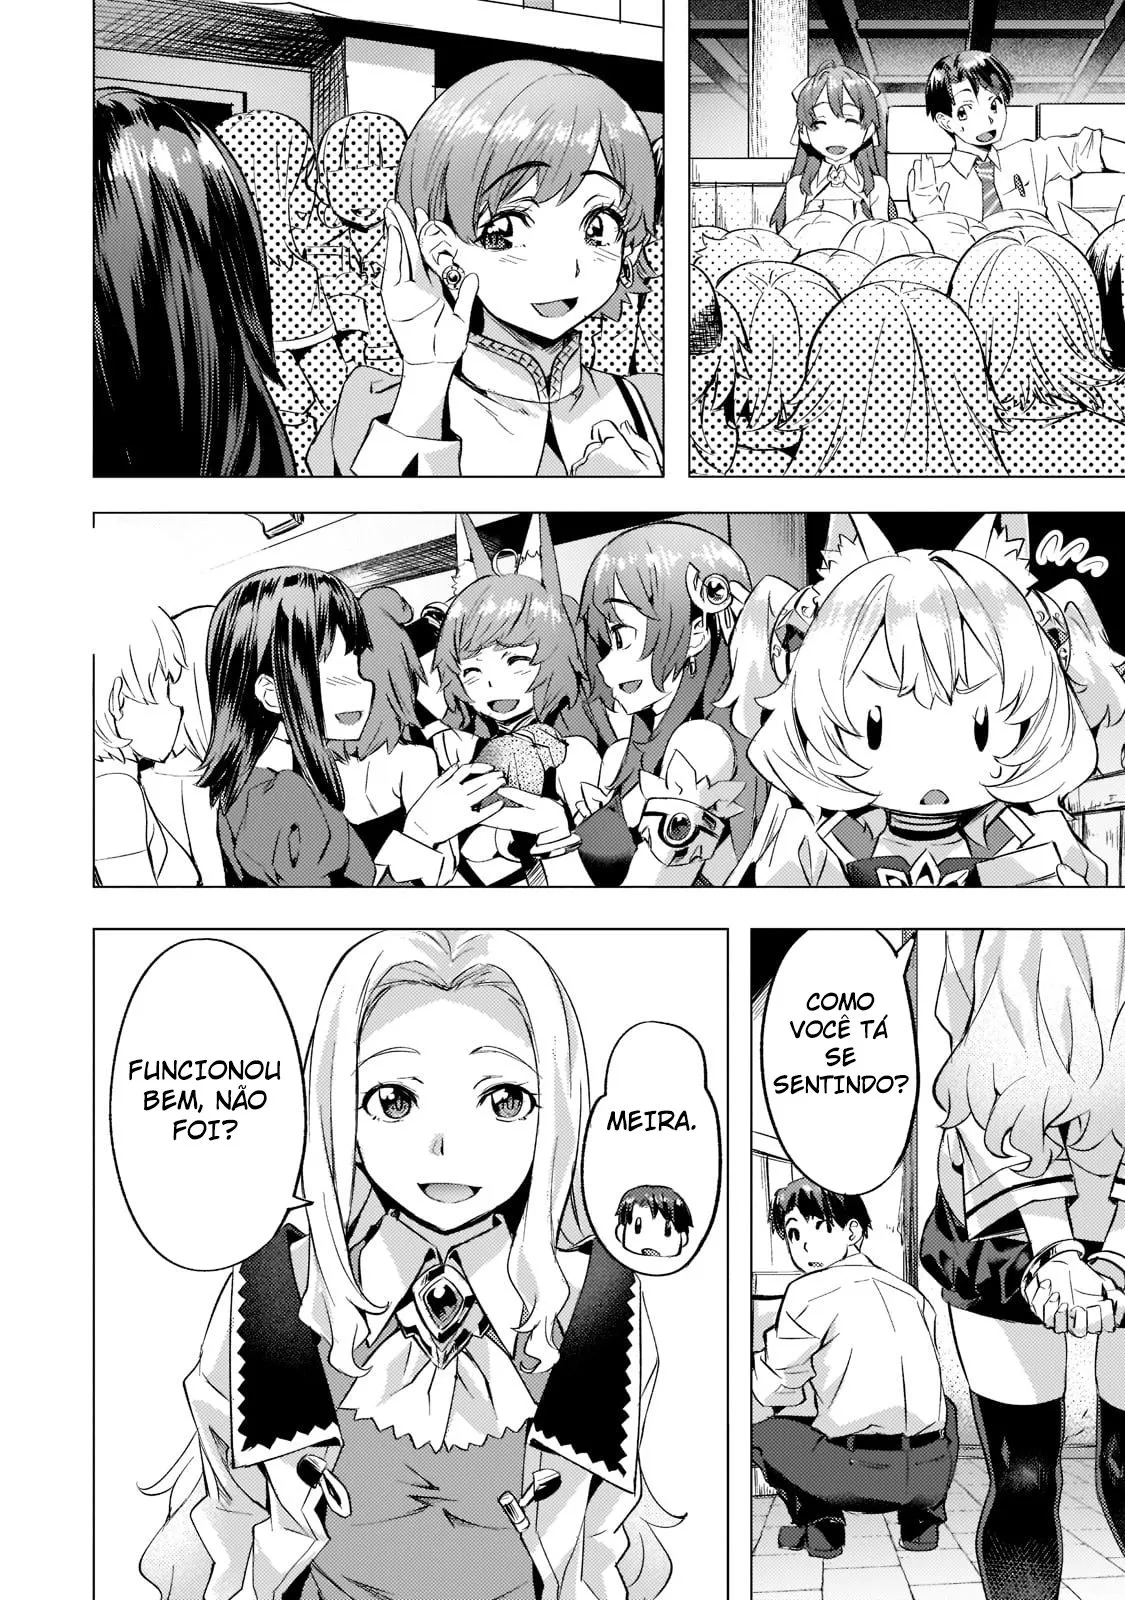 COMO
VOCÊ TÁ
SE
SENTINDO?
MEIRA.
FUNCIONOU
BEM, NÃO
FOI?